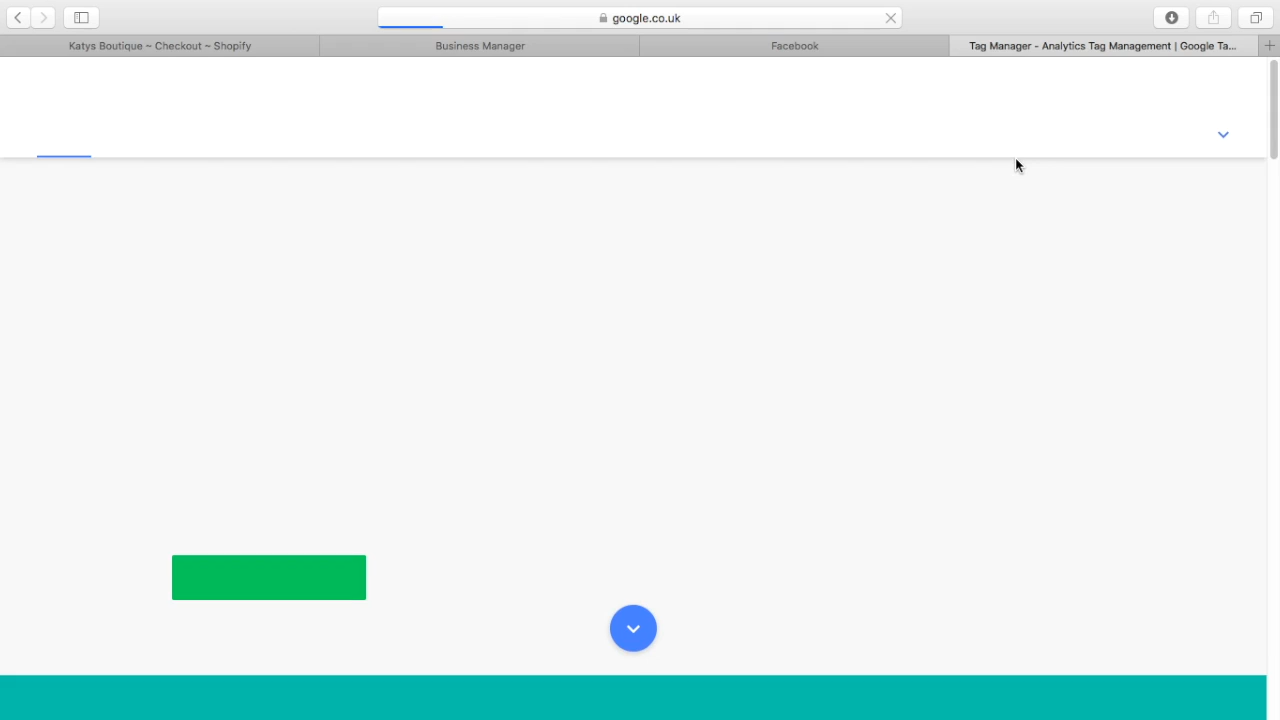 google.co.uk
Katys Boutique ~ Checkout ~ Shopify
Business Manager
Facebook
Tag Manager - Analytics Tag Management | Google Ta...